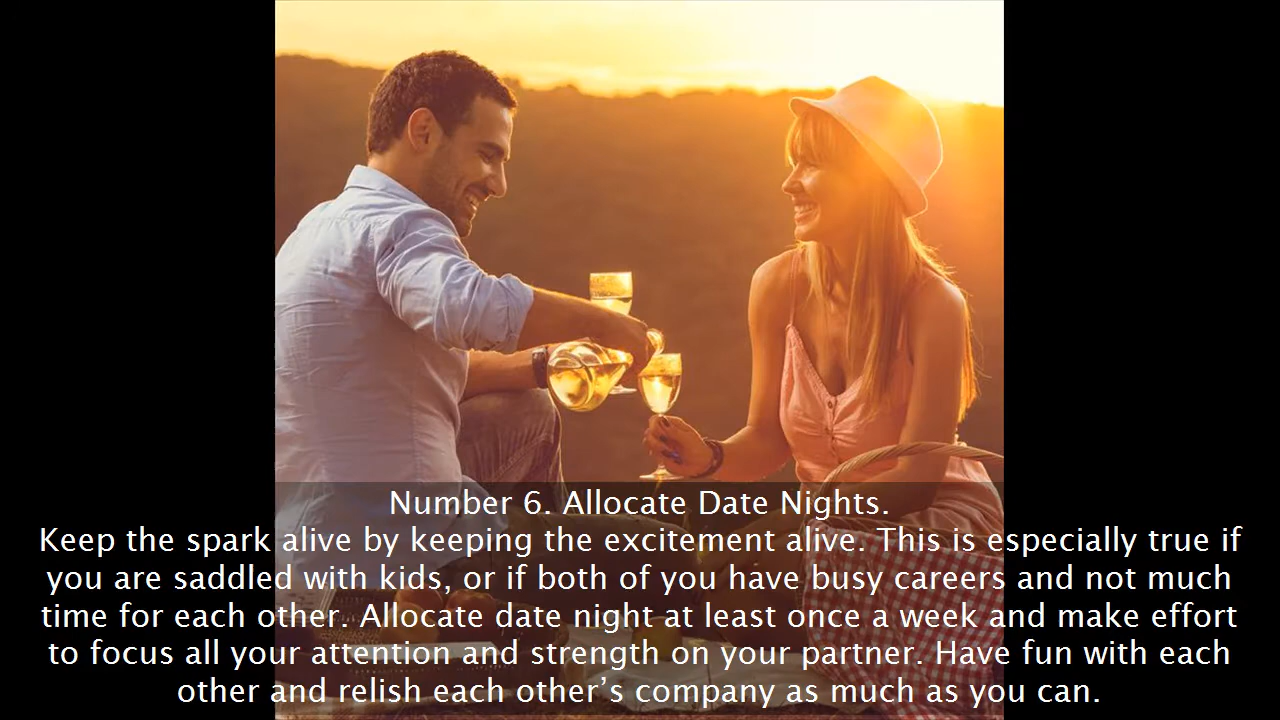 Number 6. Allocate Date Nights.
Keep the spark alive by keeping the excitement alive. This is especially true if
you are saddled with kids, or if both of you have busy careers and not much
time for each other. Allocate date night at least once a week and make effort
to focus all your attention and strength on your partner. Have fun with each
other and relish each other’s company as much as you can.